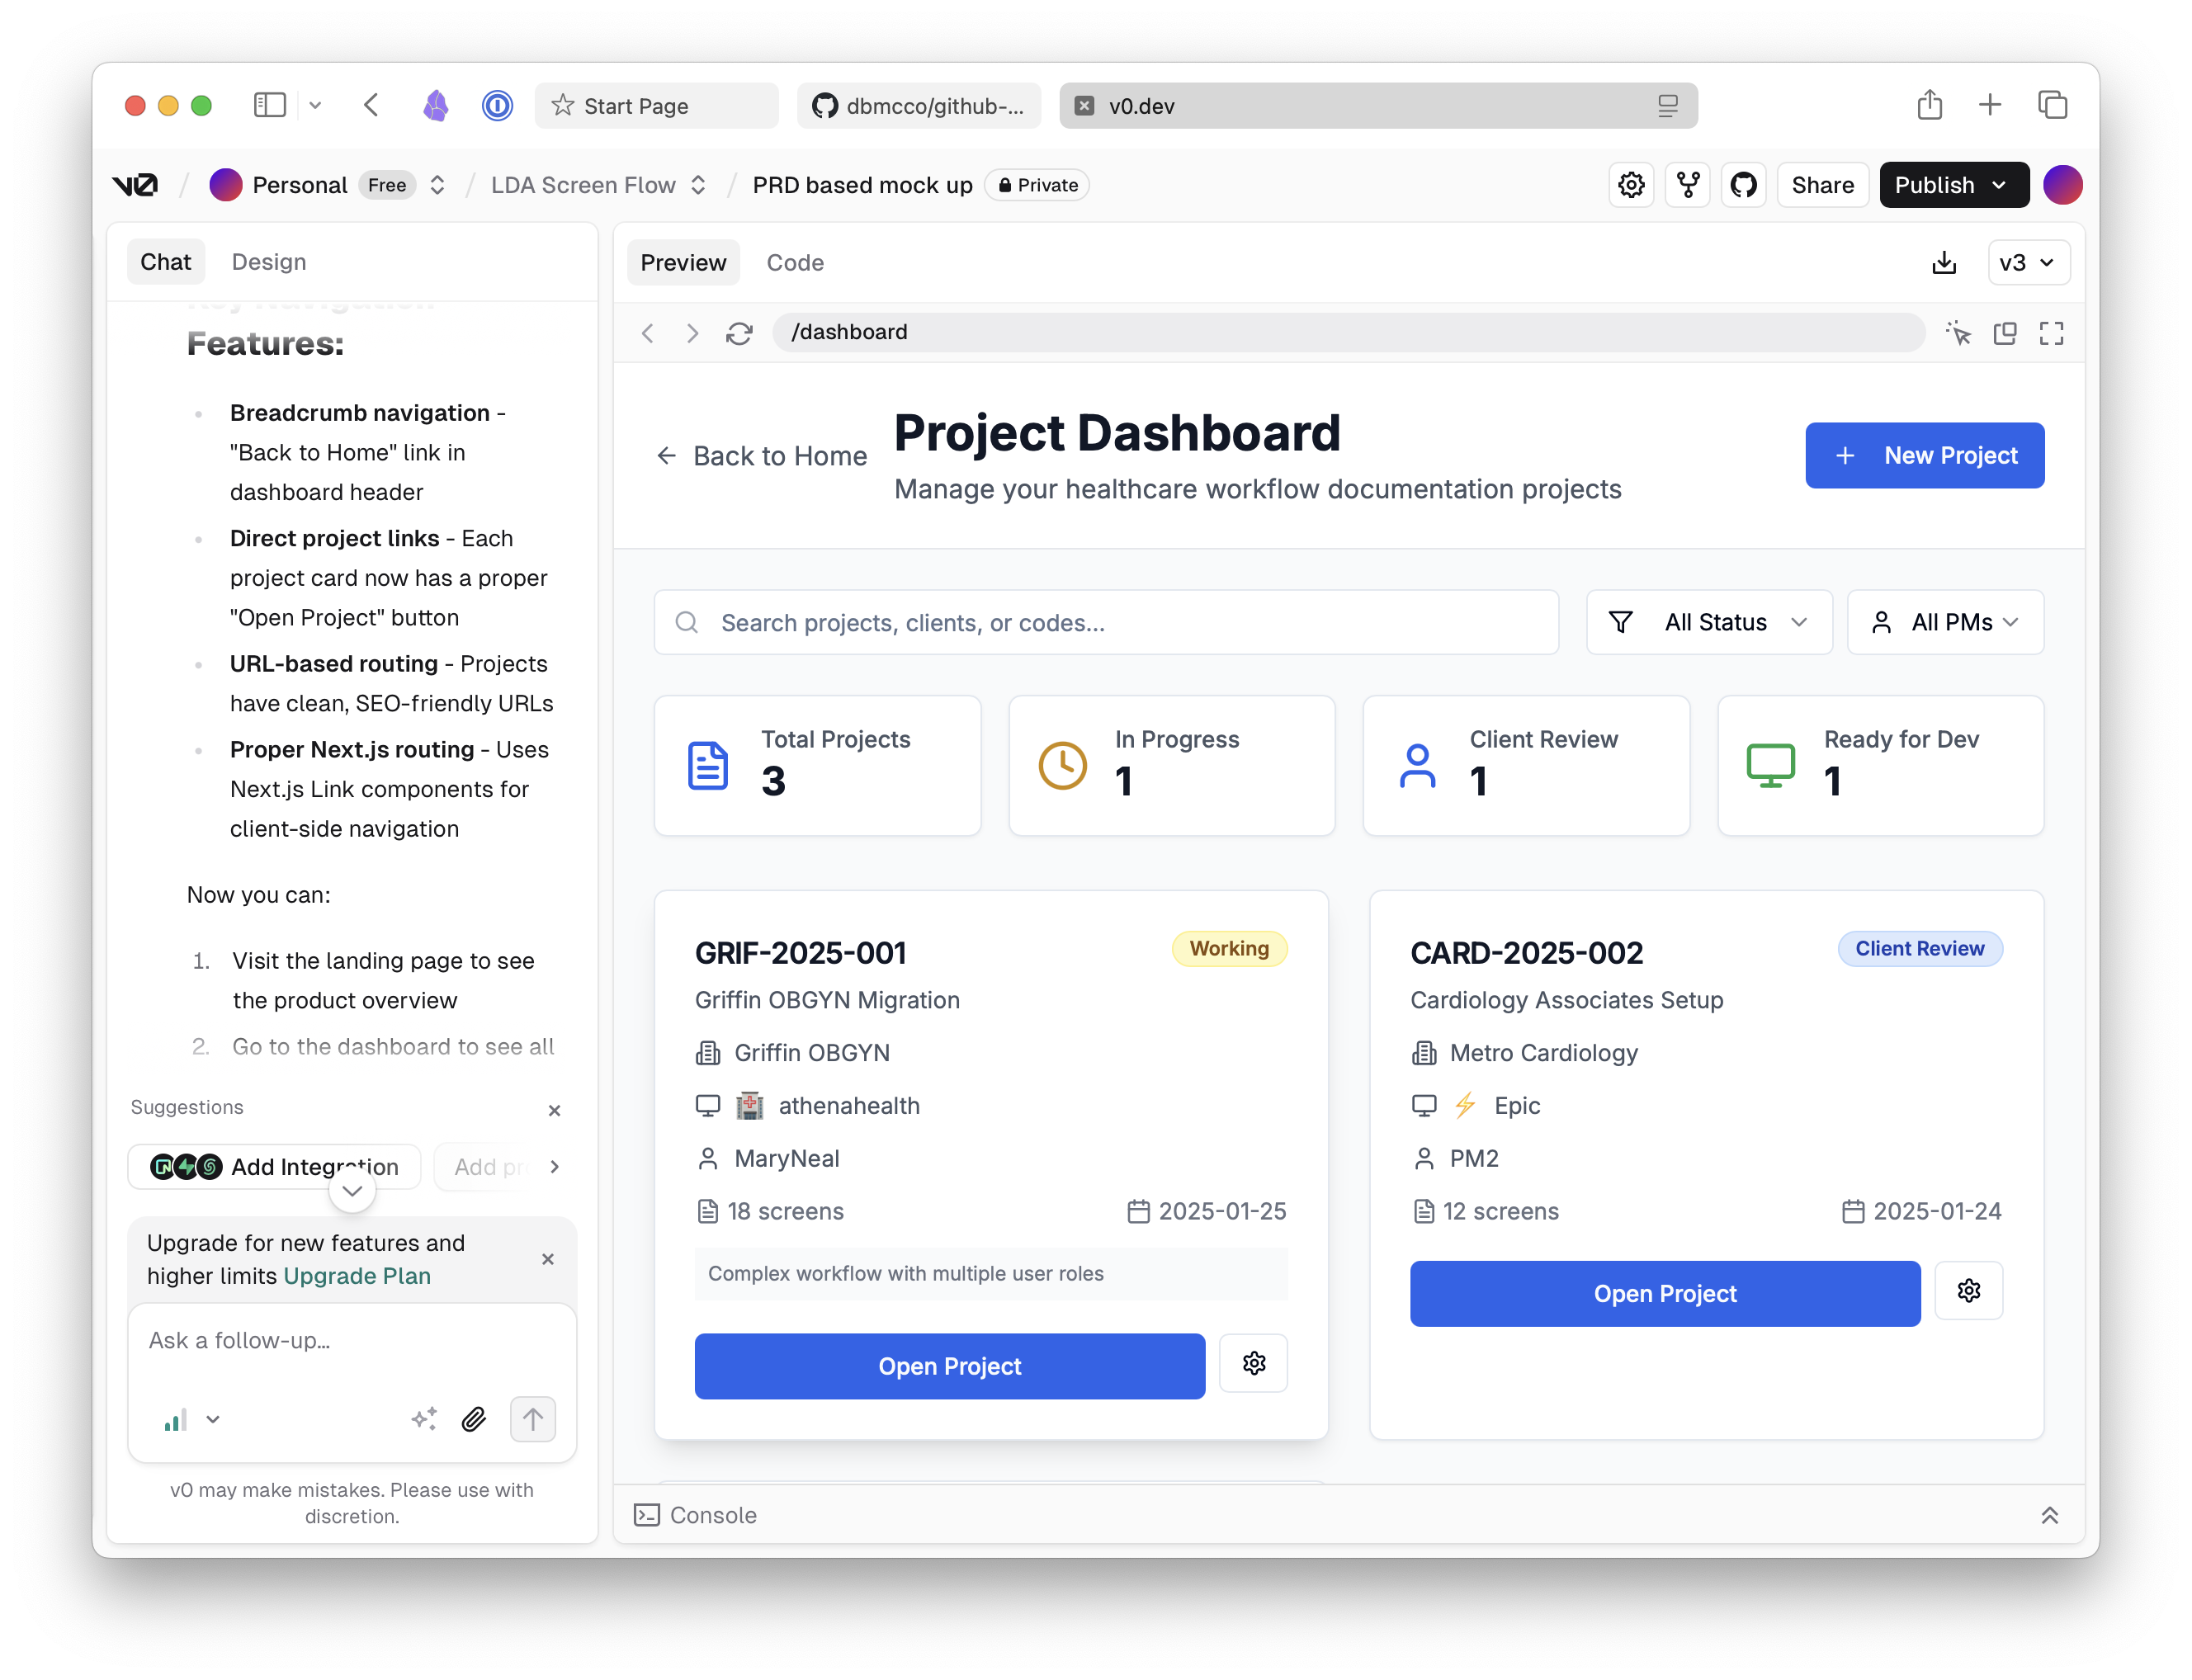 Start Page
dbmcco/github-...
v0.dev
v0
/
Personal
Free
/
LDA Screen Flow
/
PRD based mock up
Private
Share
Publish
Chat
Design
Key Navigation
Features:
Breadcrumb navigation -
"Back to Home" link in
dashboard header
Direct project links - Each
project card now has a proper
"Open Project" button
URL-based routing - Projects
have clean, SEO-friendly URLs
Proper Next.js routing - Uses
Next.js Link components for
client-side navigation
Now you can:
1. Visit the landing page to see
the product overview
2. Go to the dashboard to see all
Suggestions
Add Integration
Add
Upgrade for new features and
higher limits Upgrade Plan
Ask a follow-up...
v0 may make mistakes. Please use with
discretion.
Preview
Code
v3
/dashboard
Back to Home
Project Dashboard
Manage your healthcare workflow documentation projects
New Project
Search projects, clients, or codes...
All Status
All PMs
Total Projects
3
In Progress
1
Client Review
1
Ready for Dev
1
GRIF-2025-001
Working
Griffin OBGYN Migration
Griffin OBGYN
athenahealth
MaryNeal
18 screens
2025-01-25
Complex workflow with multiple user roles
Open Project
CARD-2025-002
Client Review
Cardiology Associates Setup
Metro Cardiology
Epic
PM2
12 screens
2025-01-24
Open Project
Console